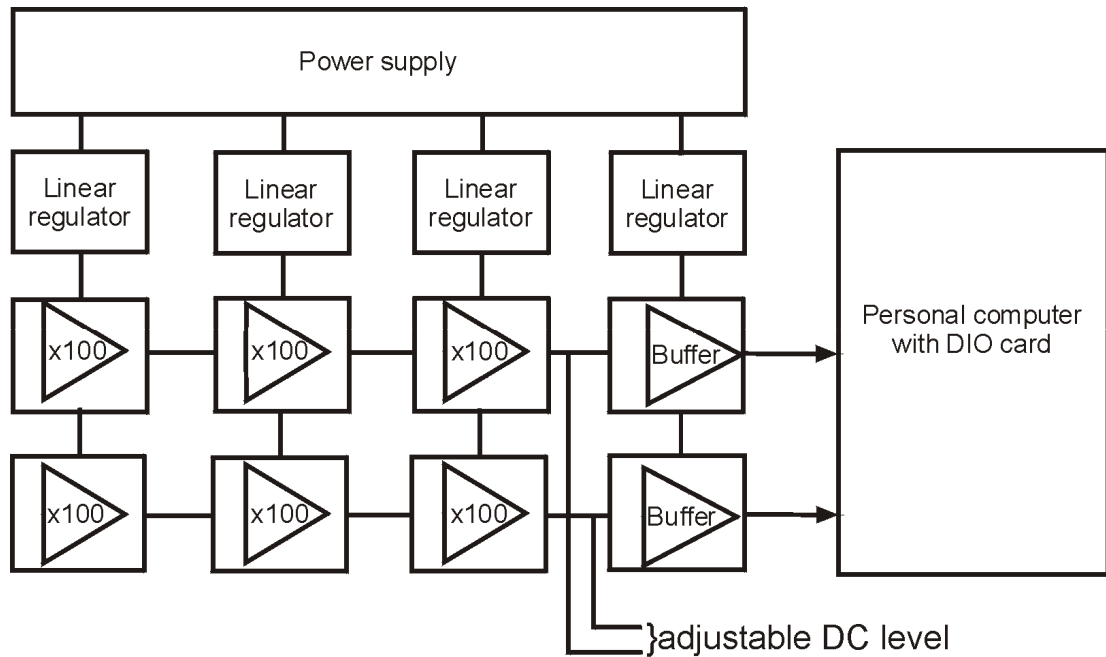 Power supply
Linear
regulator
Linear
regulator
Linear
regulator
Linear
regulator
x100
x100
x100
Buffer
Personal computer
with DIO card
x100
x100
x100
Buffer
}adjustable DC level